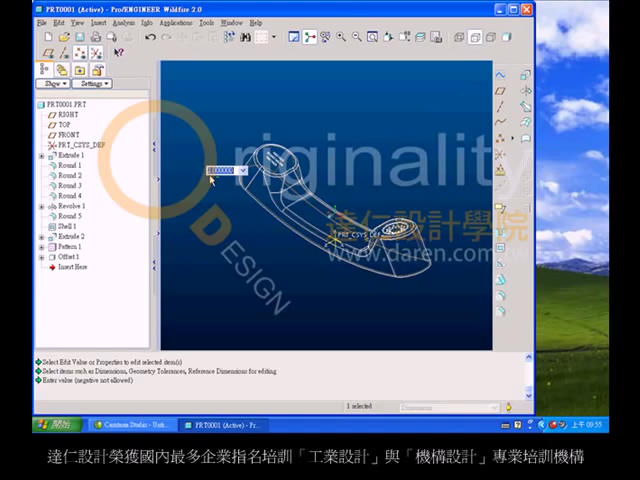 PRT0001 (Active) - Pro/ENGINEER Wildfire 2.0
File Edit View Insert Analysis Info Applications Tools Window Help
Show Settings
PRT0001.PRT
RIGHT
TOP
FRONT
PRT_CSYS_DEF
Extrude 1
Round 1
Round 2
Round 3
Round 4
Revolve 1
Round 5
Shell 1
Extrude 2
Pattern 1
Offset 1
Insert Here
Originality
DESIGN
達仁設計學院
www.daren.com.tw
PRT_CSYS_DEF
Select Edit Value or Properties to edit selected item(s)
Select items such as Dimensions, Geometry Tolerances, Reference Dimensions for editing
Enter value (negative not allowed)
1 selected
Dimensions
開始 Camtasia Studio - Unti... PRT0001 (Active) - Pr... 上午 09:55
達仁設計榮獲國內最多企業指名培訓「工業設計」與「機構設計」專業培訓機構